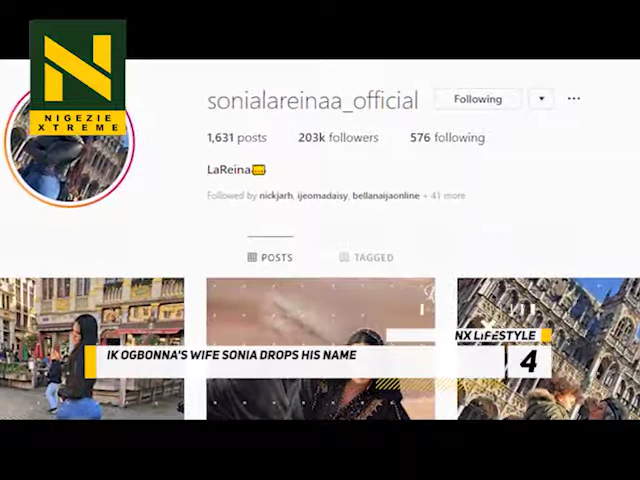 N
NIGEZIE
XTREME
sonialareinaa_official
Following
1,631 posts 203k followers 576 following
LaReina
Followed by nickjarh, ijeomadaisy, bellanaijaonline + 41 more
POSTS TAGGED
NX LIFESTYLE
IK OGBONNA'S WIFE SONIA DROPS HIS NAME
4